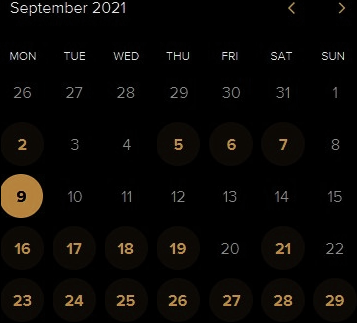 September 2021
MON TUE WED THU FRI SAT SUN
26 27 28 29 30 31 1
2 3 4 5 6 7 8
9 10 11 12 13 14 15
16 17 18 19 20 21 22
23 24 25 26 27 28 29